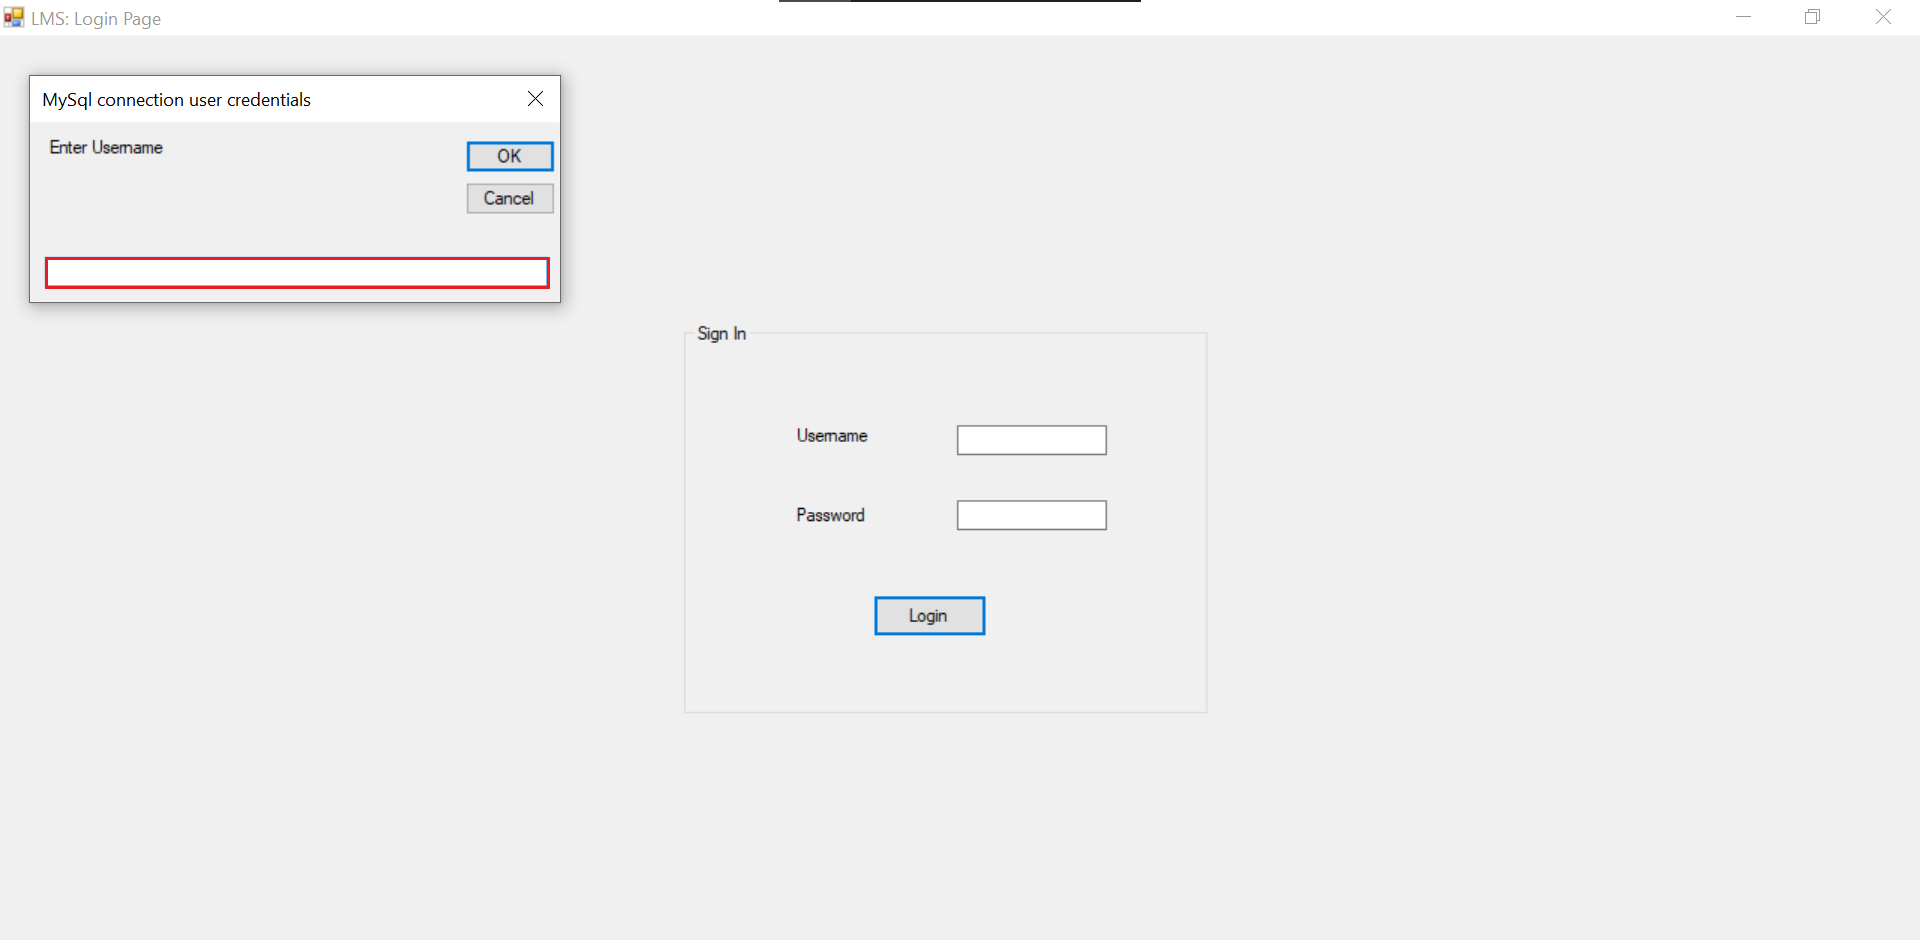 LMS: Login Page
MySql connection user credentials
Enter Username
OK
Cancel
Sign In
Username
Password
Login